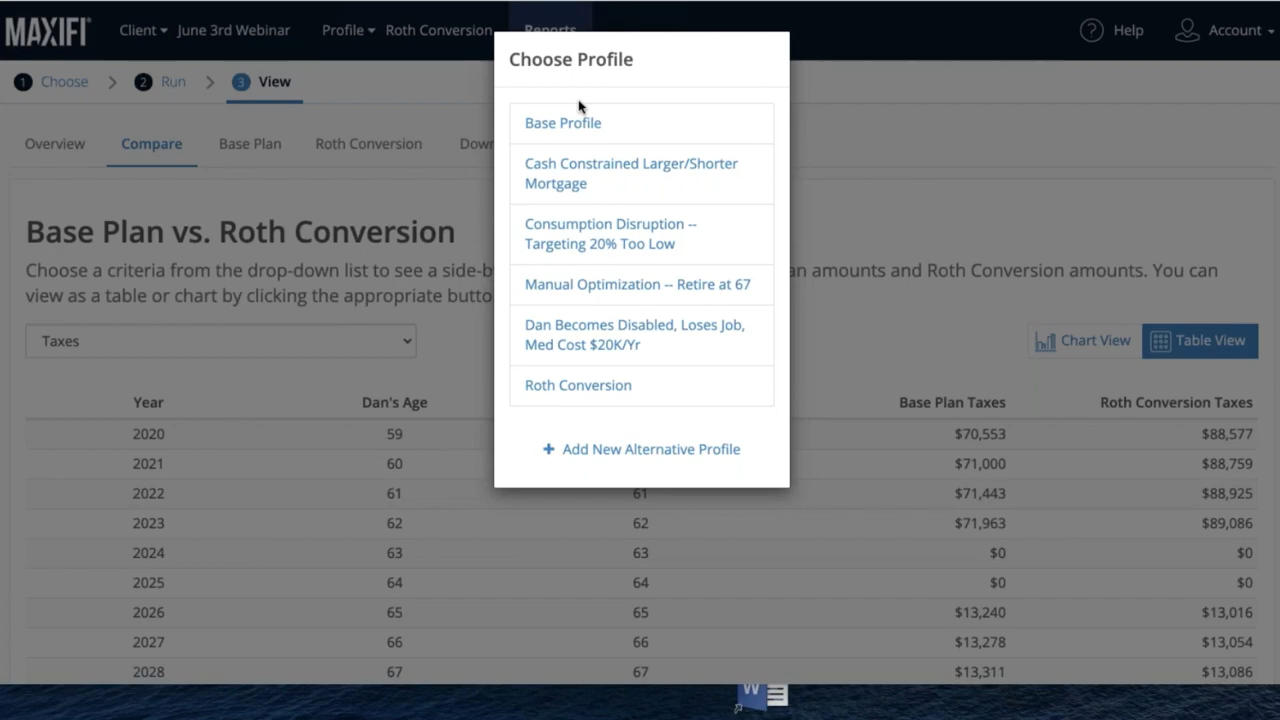 MAXIFI
Client June 3rd Webinar Profile Roth Conversion Reports Help Account
1 Choose 2 Run 3 View
Overview Compare Base Plan Roth Conversion Down
Choose Profile
Base Profile
Cash Constrained Larger/Shorter
Mortgage
Consumption Disruption --
Targeting 20% Too Low
Manual Optimization -- Retire at 67
Dan Becomes Disabled, Loses Job,
Med Cost $20K/Yr
Roth Conversion
+ Add New Alternative Profile
Base Plan vs. Roth Conversion
Choose a criteria from the drop-down list to see a side-b an amounts and Roth Conversion amounts. You can
view as a table or chart by clicking the appropriate butto
Taxes Chart View Table View
Year Dan's Age Base Plan Taxes Roth Conversion Taxes
2020 59 $70,553 $88,577
2021 60 $71,000 $88,759
2022 61 61 $71,443 $88,925
2023 62 62 $71,963 $89,086
2024 63 63 $0 $0
2025 64 64 $0 $0
2026 65 65 $13,240 $13,016
2027 66 66 $13,278 $13,054
2028 67 67 $13,311 $13,086
W